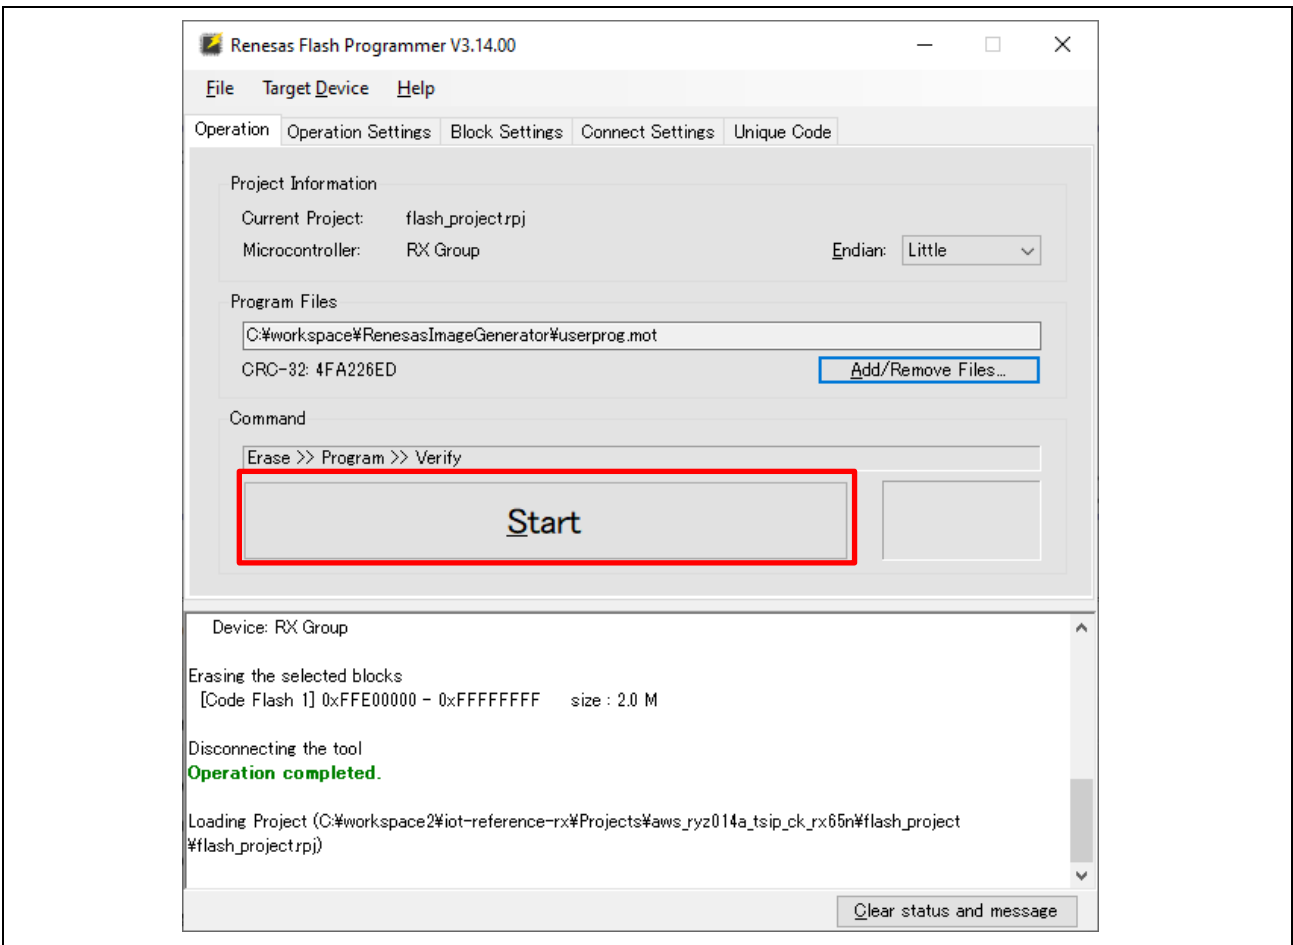 Renesas Flash Programmer V3.14.00
File Target Device Help
Operation Operation Settings Block Settings Connect Settings Unique Code
Project Information
Current Project: flash_project.rpj
Microcontroller: RX Group Endian: Little
Program Files
C:¥workspace¥RenesasImageGenerator¥userprog.mot
CRC-32: 4FA226ED Add/Remove Files...
Command
Erase >> Program >> Verify
Start
Device: RX Group
Erasing the selected blocks
[Code Flash 1] 0xFFE00000 - 0xFFFFFFFF size : 2.0 M
Disconnecting the tool
Operation completed.
Loading Project (C:¥workspace2¥iot-reference-rx¥Projects¥aws_ryz014a_tsip_ck_rx65n¥flash_project
¥flash_project.rpj)
Clear status and message